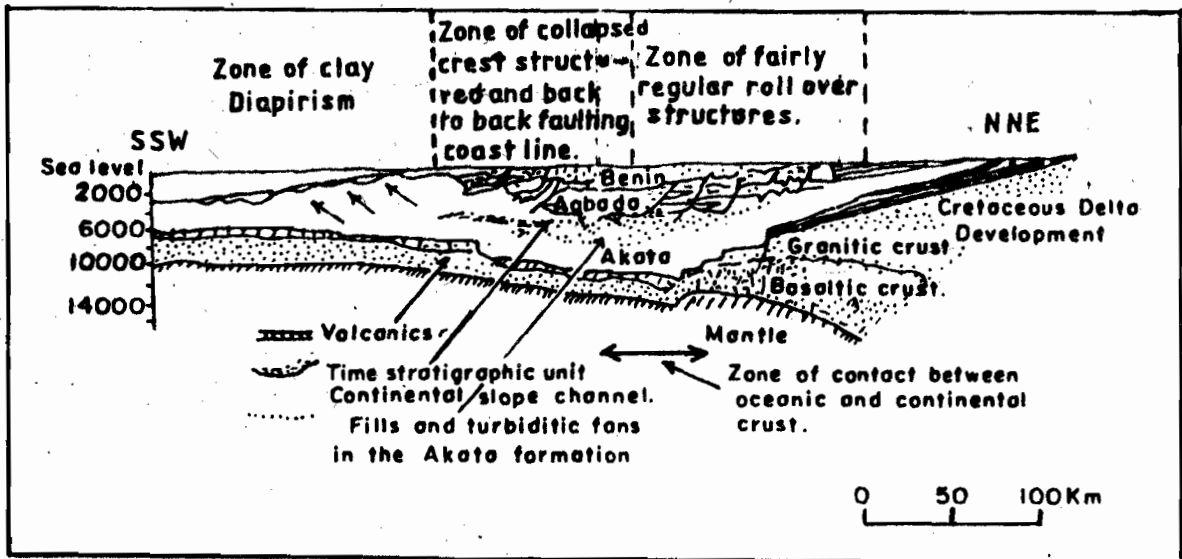 Zone of clay
Diapirism
Zone of collapsed
crest structu-
red and back
to back faulting
coast line.
Zone of fairly
regular roll over
structures.
SSW
NNE
Sea level
2000
6000
10000
14000
Benin
Agbada
Akata
Cretaceous Delta
Development
Granitic crust
Basaltic crust.
Mantle
Volcanics
Time stratigraphic unit
Continental slope channel.
Fills and turbiditic fans
in the Akata formation
Zone of contact between
oceanic and continental
crust.
0 50 100Km